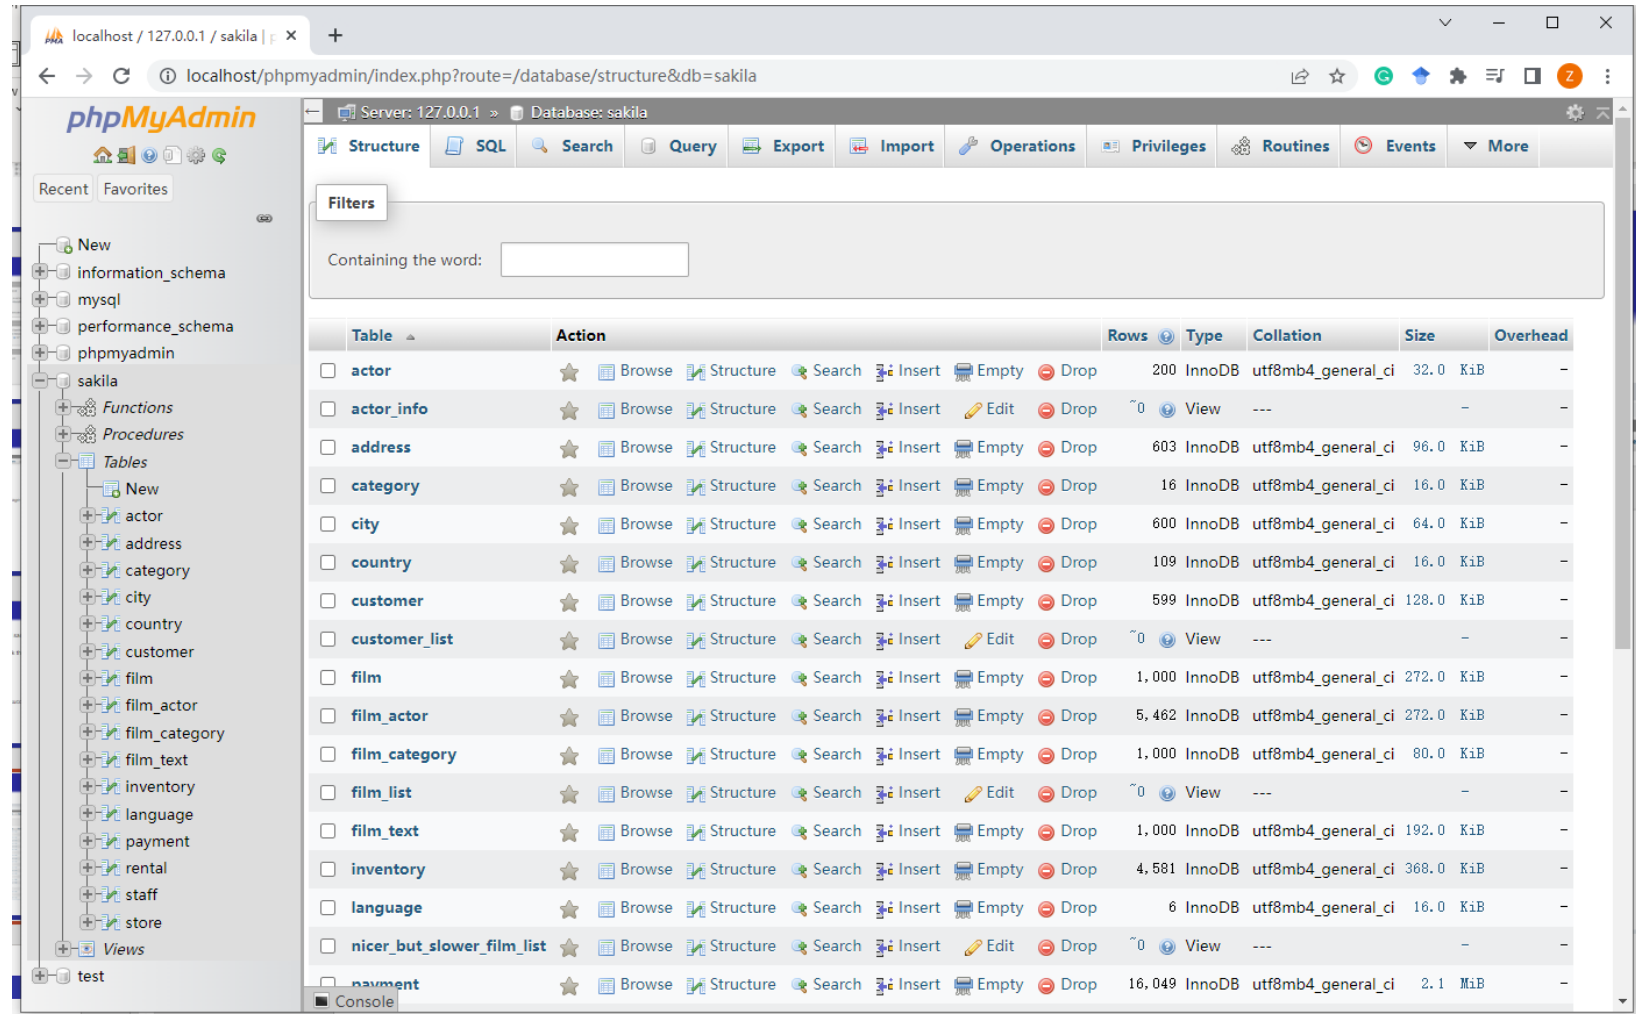 localhost / 127.0.0.1 / sakila | p
localhost/phpmyadmin/index.php?route=/database/structure&db=sakila
G
Z
phpMyAdmin
Recent
Favorites
New
information_schema
mysql
performance_schema
phpmyadmin
sakila
Functions
Procedures
Tables
New
actor
address
category
city
country
customer
film
film_actor
film_category
film_text
inventory
language
payment
rental
staff
store
Views
test
Server: 127.0.0.1 » Database: sakila
Structure SQL Search Query Export Import Operations Privileges Routines Events More
Filters
Containing the word:
Table Action Rows Type Collation Size Overhead
actor Browse Structure Search Insert Empty Drop 200 InnoDB utf8mb4_general_ci 32.0 KiB -
actor_info Browse Structure Search Insert Edit Drop ~0 View --- - -
address Browse Structure Search Insert Empty Drop 603 InnoDB utf8mb4_general_ci 96.0 KiB -
category Browse Structure Search Insert Empty Drop 16 InnoDB utf8mb4_general_ci 16.0 KiB -
city Browse Structure Search Insert Empty Drop 600 InnoDB utf8mb4_general_ci 64.0 KiB -
country Browse Structure Search Insert Empty Drop 109 InnoDB utf8mb4_general_ci 16.0 KiB -
customer Browse Structure Search Insert Empty Drop 599 InnoDB utf8mb4_general_ci 128.0 KiB -
customer_list Browse Structure Search Insert Edit Drop ~0 View --- - -
film Browse Structure Search Insert Empty Drop 1,000 InnoDB utf8mb4_general_ci 272.0 KiB -
film_actor Browse Structure Search Insert Empty Drop 5,462 InnoDB utf8mb4_general_ci 272.0 KiB -
film_category Browse Structure Search Insert Empty Drop 1,000 InnoDB utf8mb4_general_ci 80.0 KiB -
film_list Browse Structure Search Insert Edit Drop ~0 View --- - -
film_text Browse Structure Search Insert Empty Drop 1,000 InnoDB utf8mb4_general_ci 192.0 KiB -
inventory Browse Structure Search Insert Empty Drop 4,581 InnoDB utf8mb4_general_ci 368.0 KiB -
language Browse Structure Search Insert Empty Drop 6 InnoDB utf8mb4_general_ci 16.0 KiB -
nicer_but_slower_film_list Browse Structure Search Insert Edit Drop ~0 View --- - -
payment Browse Structure Search Insert Empty Drop 16,049 InnoDB utf8mb4_general_ci 2.1 MiB -
Console